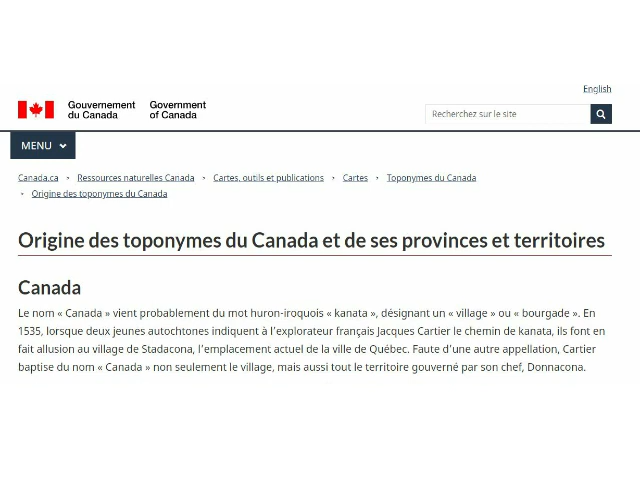 English
Gouvernement du Canada
Government of Canada
Recherchez sur le site
MENU
Canada.ca › Ressources naturelles Canada › Cartes, outils et publications › Cartes › Toponymes du Canada
› Origine des toponymes du Canada
Origine des toponymes du Canada et de ses provinces et territoires
Canada
Le nom « Canada » vient probablement du mot huron-iroquois « kanata », désignant un « village » ou « bourgade ». En
1535, lorsque deux jeunes autochtones indiquent à l’explorateur français Jacques Cartier le chemin de kanata, ils font en
fait allusion au village de Stadacona, l’emplacement actuel de la ville de Québec. Faute d’une autre appellation, Cartier
baptise du nom « Canada » non seulement le village, mais aussi tout le territoire gouverné par son chef, Donnacona.